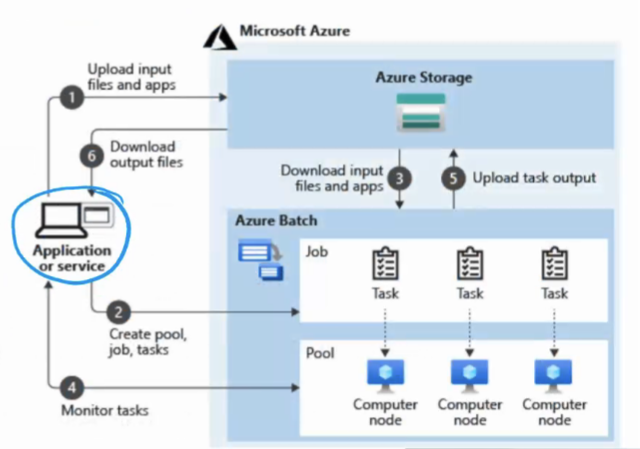 Microsoft Azure
Upload input
files and apps
1
Azure Storage
Download
output files
6
Download input
files and apps
3
5
Upload task output
Application
or service
Azure Batch
Job
Task
Task
Task
2
Create pool,
job, tasks
Pool
4
Monitor tasks
Computer
node
Computer
node
Computer
node